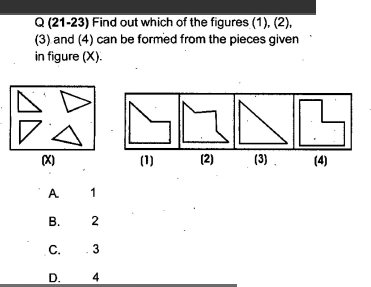 Q (21-23) Find out which of the figures (1), (2),
(3) and (4) can be formed from the pieces given
in figure (X).
(X) (1) (2) (3) (4)
A. 1
B. 2
C. 3
D. 4